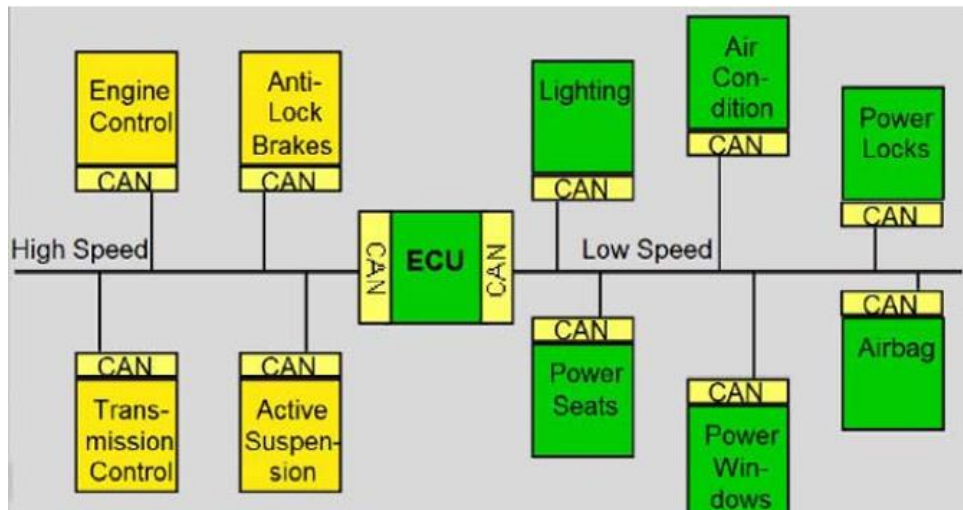 Engine
Control
CAN
Anti-
Lock
Brakes
CAN
Lighting
CAN
Air
Con-
dition
CAN
Power
Locks
CAN
High Speed
CAN
ECU
CAN
Low Speed
CAN
Trans-
mission
Control
CAN
Active
Suspen-
sion
CAN
Power
Seats
CAN
Power
Win-
dows
CAN
Airbag